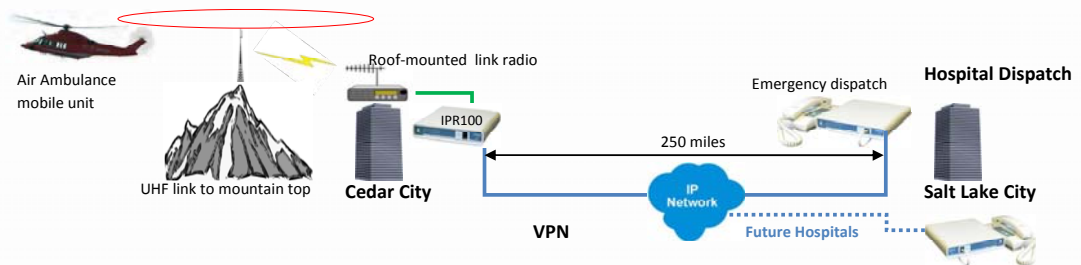 Air Ambulance
mobile unit
UHF link to mountain top
Roof-mounted link radio
IPR100
Cedar City
250 miles
VPN
IP
Network
Emergency dispatch
Hospital Dispatch
Salt Lake City
Future Hospitals